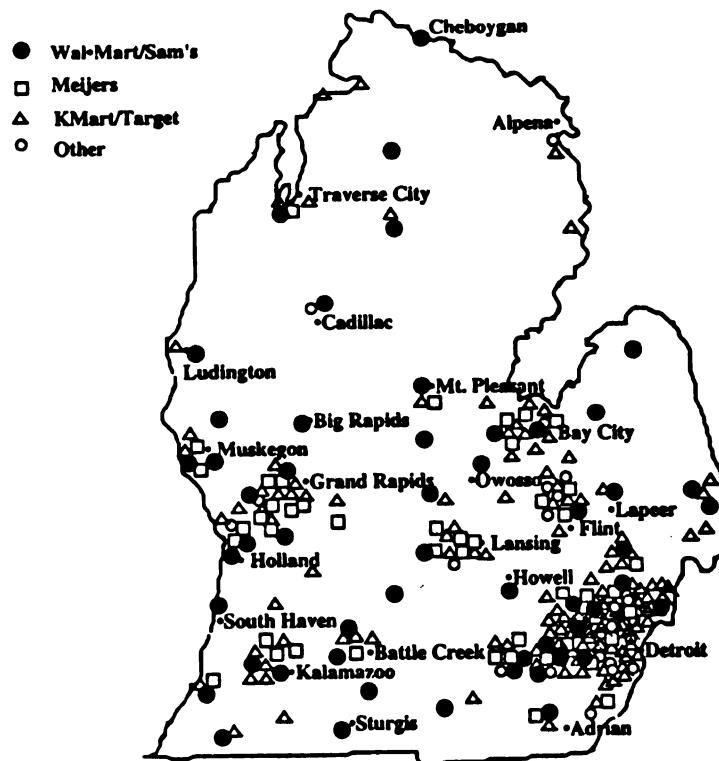 Cheboygan
Wal•Mart/Sam's
Meijers
KMart/Target
Other
Alpena
Traverse City
Cadillac
Ludington
Mt. Pleasant
Big Rapids
Bay City
Muskegon
Grand Rapids
Owosso
Lapeer
Flint
Lansing
Holland
Howell
South Haven
Battle Creek
Detroit
Kalamazoo
Sturgis
Adrian